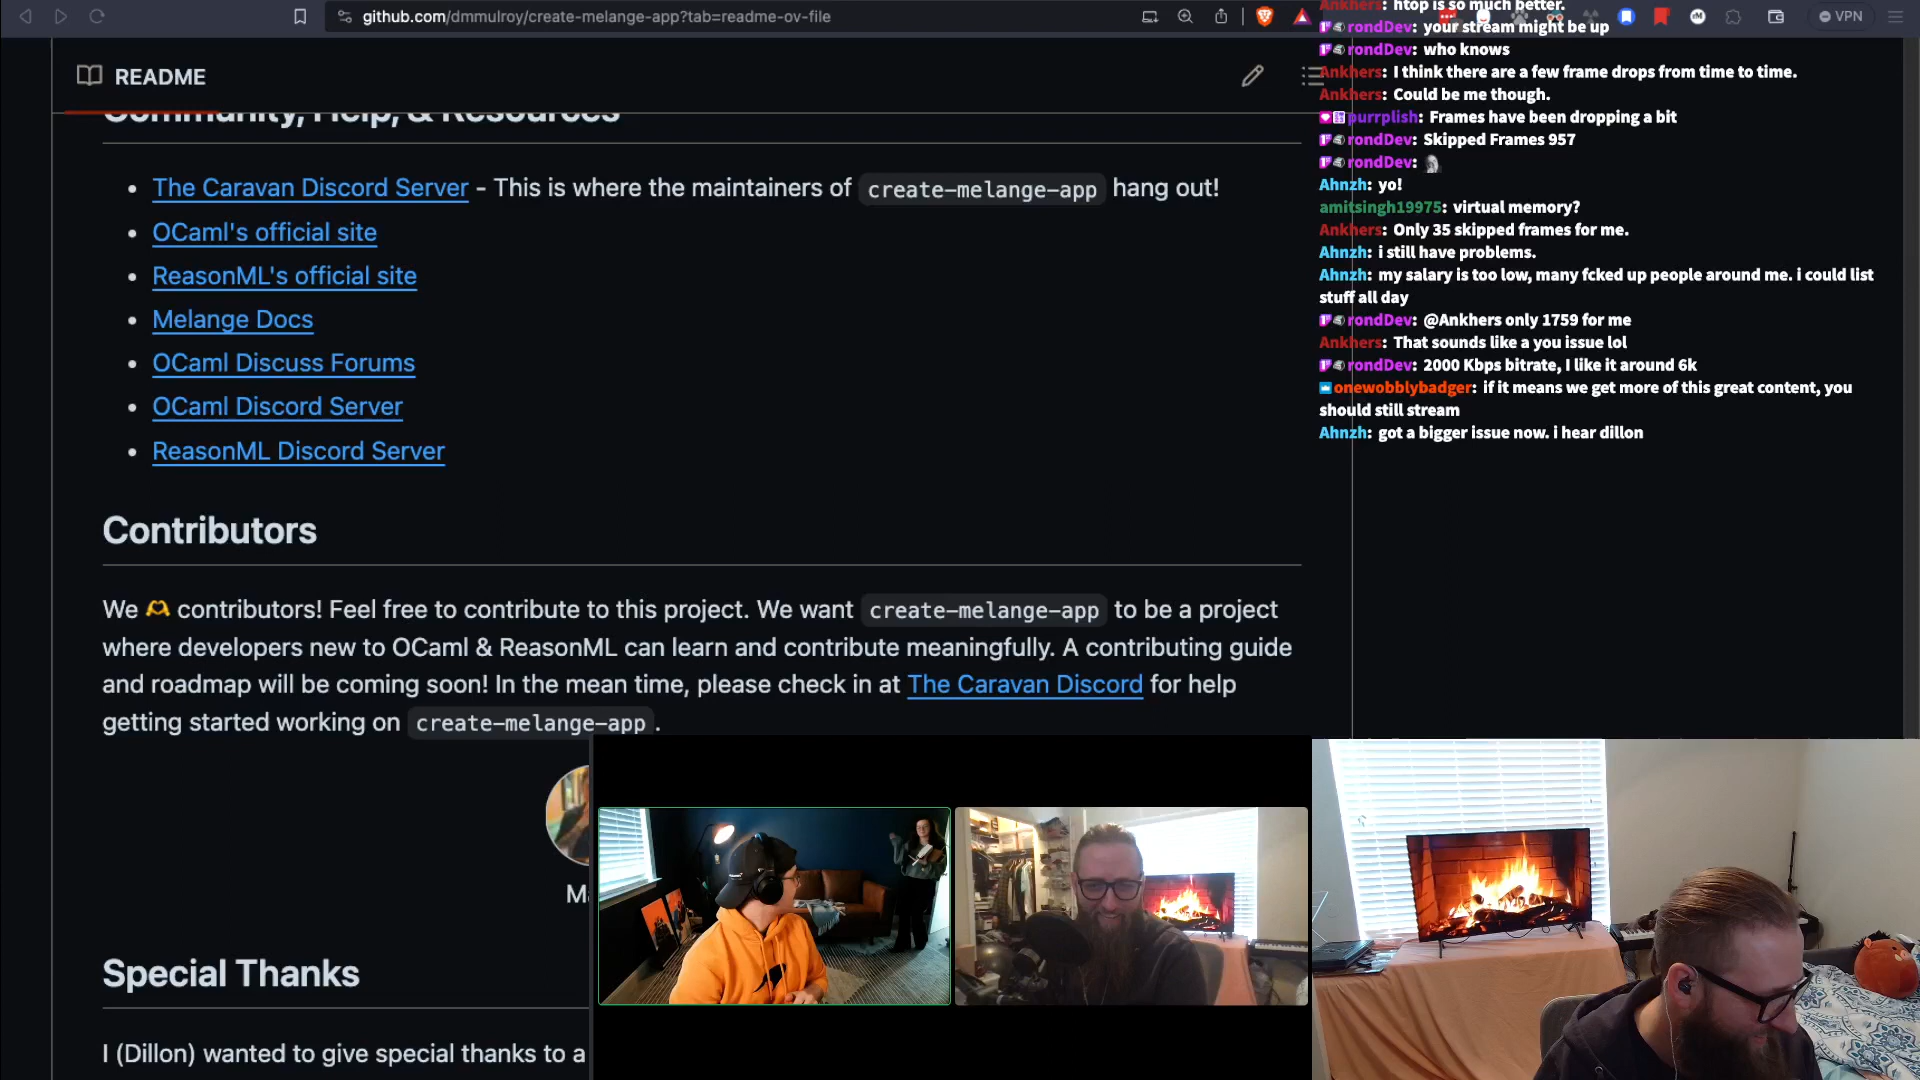 github.com/dmmulroy/create-melange-app?tab=readme-ov-file
VPN
README
Community, Help, & Resources
The Caravan Discord Server - This is where the maintainers of create-melange-app hang out!
OCaml's official site
ReasonML's official site
Melange Docs
OCaml Discuss Forums
OCaml Discord Server
ReasonML Discord Server
Contributors
We 🫶 contributors! Feel free to contribute to this project. We want create-melange-app to be a project
where developers new to OCaml & ReasonML can learn and contribute meaningfully. A contributing guide
and roadmap will be coming soon! In the mean time, please check in at The Caravan Discord for help
getting started working on create-melange-app.
Special Thanks
I (Dillon) wanted to give special thanks to a
Ankhers: htop is so much better.
rondDev: your stream might be up
rondDev: who knows
Ankhers: I think there are a few frame drops from time to time.
Ankhers: Could be me though.
purrplish: Frames have been dropping a bit
rondDev: Skipped Frames 957
rondDev:
Ahnzh: yo!
amitsingh19975: virtual memory?
Ankhers: Only 35 skipped frames for me.
Ahnzh: i still have problems.
Ahnzh: my salary is too low, many fcked up people around me. i could list
stuff all day
rondDev: @Ankhers only 1759 for me
Ankhers: That sounds like a you issue lol
rondDev: 2000 Kbps bitrate, I like it around 6k
onewobblybadger: if it means we get more of this great content, you
should still stream
Ahnzh: got a bigger issue now. i hear dillon